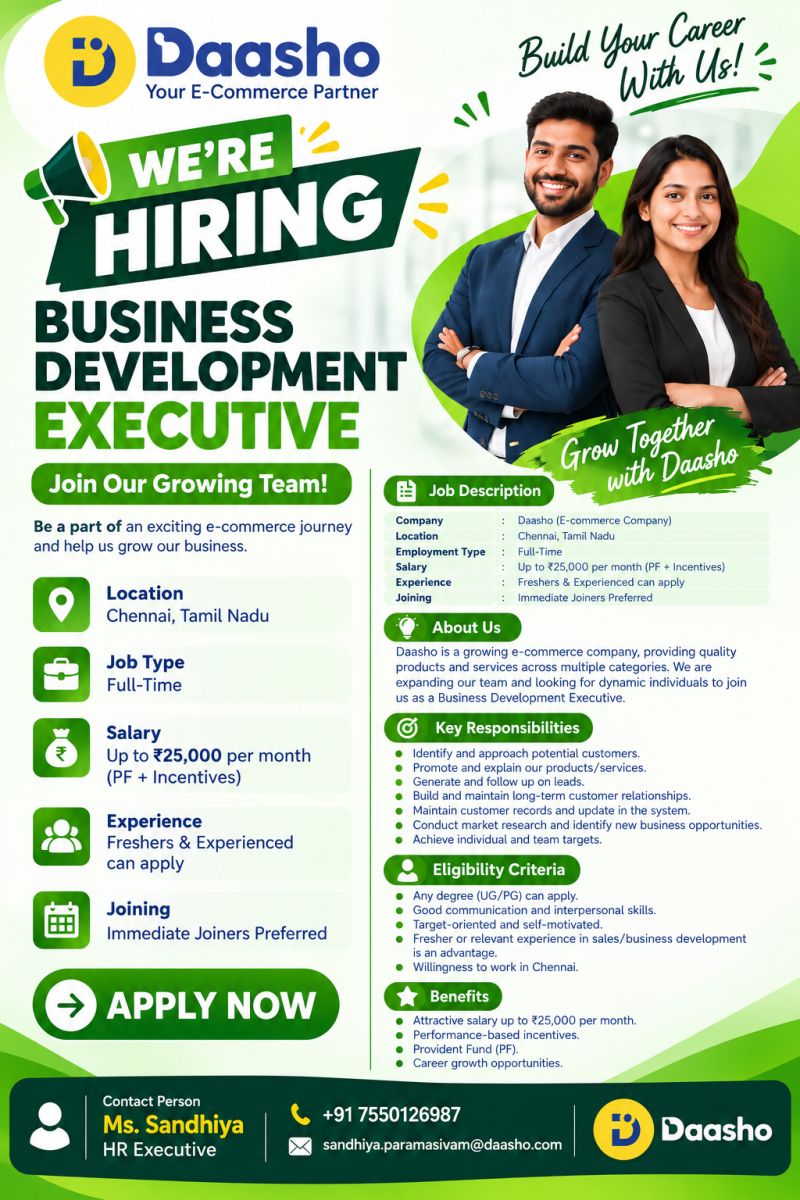 Daasho
Your E-Commerce Partner
Build Your Career
With Us!
WE'RE
HIRING
BUSINESS
DEVELOPMENT
EXECUTIVE
Grow Together
with Daasho
Join Our Growing Team!
Be a part of an exciting e-commerce journey
and help us grow our business.
Location
Chennai, Tamil Nadu
Job Type
Full-Time
Salary
Up to ₹25,000 per month
(PF + Incentives)
Experience
Freshers & Experienced
can apply
Joining
Immediate Joiners Preferred
APPLY NOW
Job Description
Company : Daasho (E-commerce Company)
Location : Chennai, Tamil Nadu
Employment Type : Full-Time
Salary : Up to ₹25,000 per month (PF + Incentives)
Experience : Freshers & Experienced can apply
Joining : Immediate Joiners Preferred
About Us
Daasho is a growing e-commerce company, providing quality
products and services across multiple categories. We are
expanding our team and looking for dynamic individuals to join
us as a Business Development Executive.
Key Responsibilities
• Identify and approach potential customers.
• Promote and explain our products/services.
• Generate and follow up on leads.
• Build and maintain long-term customer relationships.
• Maintain customer records and update in the system.
• Conduct market research and identify new business opportunities.
• Achieve individual and team targets.
Eligibility Criteria
• Any degree (UG/PG) can apply.
• Good communication and interpersonal skills.
• Target-oriented and self-motivated.
• Fresher or relevant experience in sales/business development
is an advantage.
• Willingness to work in Chennai.
Benefits
• Attractive salary up to ₹25,000 per month.
• Performance-based incentives.
• Provident Fund (PF).
• Career growth opportunities.
Contact Person
Ms. Sandhiya
HR Executive
+91 7550126987
sandhiya.paramasivam@daasho.com
Daasho